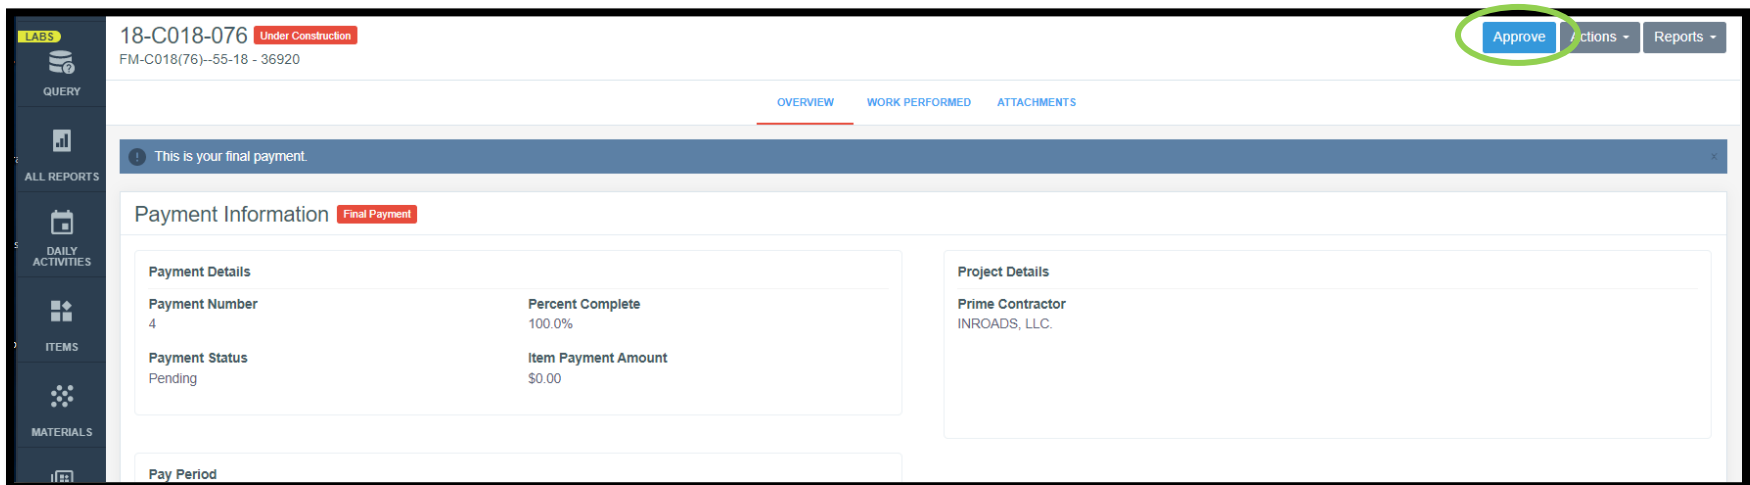 LABS
QUERY
ALL REPORTS
DAILY
ACTIVITIES
ITEMS
MATERIALS
18-C018-076 Under Construction
FM-C018(76)--55-18 - 36920
Approve Actions Reports
OVERVIEW WORK PERFORMED ATTACHMENTS
This is your final payment. x
Payment Information Final Payment
Payment Details
Payment Number Percent Complete
4 100.0%
Payment Status Item Payment Amount
Pending $0.00
Project Details
Prime Contractor
INROADS, LLC.
Pay Period